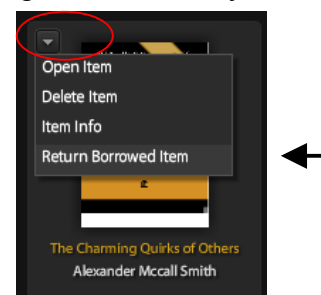 Open Item
Delete Item
Item Info
Return Borrowed Item
The Charming Quirks of Others
Alexander Mccall Smith